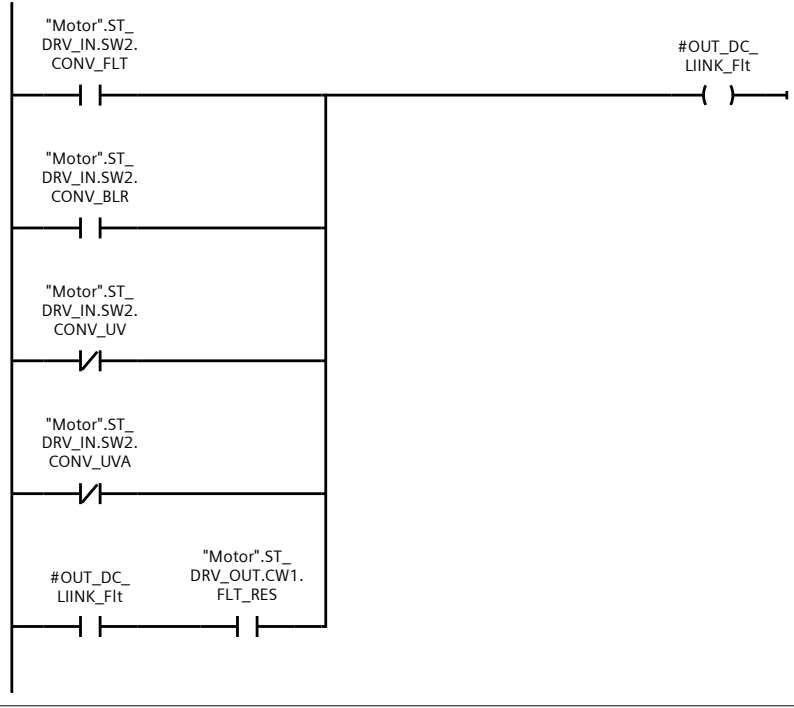 "Motor".ST_
DRV_IN.SW2.
CONV_FLT
#OUT_DC_
LIINK_Flt
"Motor".ST_
DRV_IN.SW2.
CONV_BLR
"Motor".ST_
DRV_IN.SW2.
CONV_UV
"Motor".ST_
DRV_IN.SW2.
CONV_UVA
#OUT_DC_
LIINK_Flt
"Motor".ST_
DRV_OUT.CW1.
FLT_RES